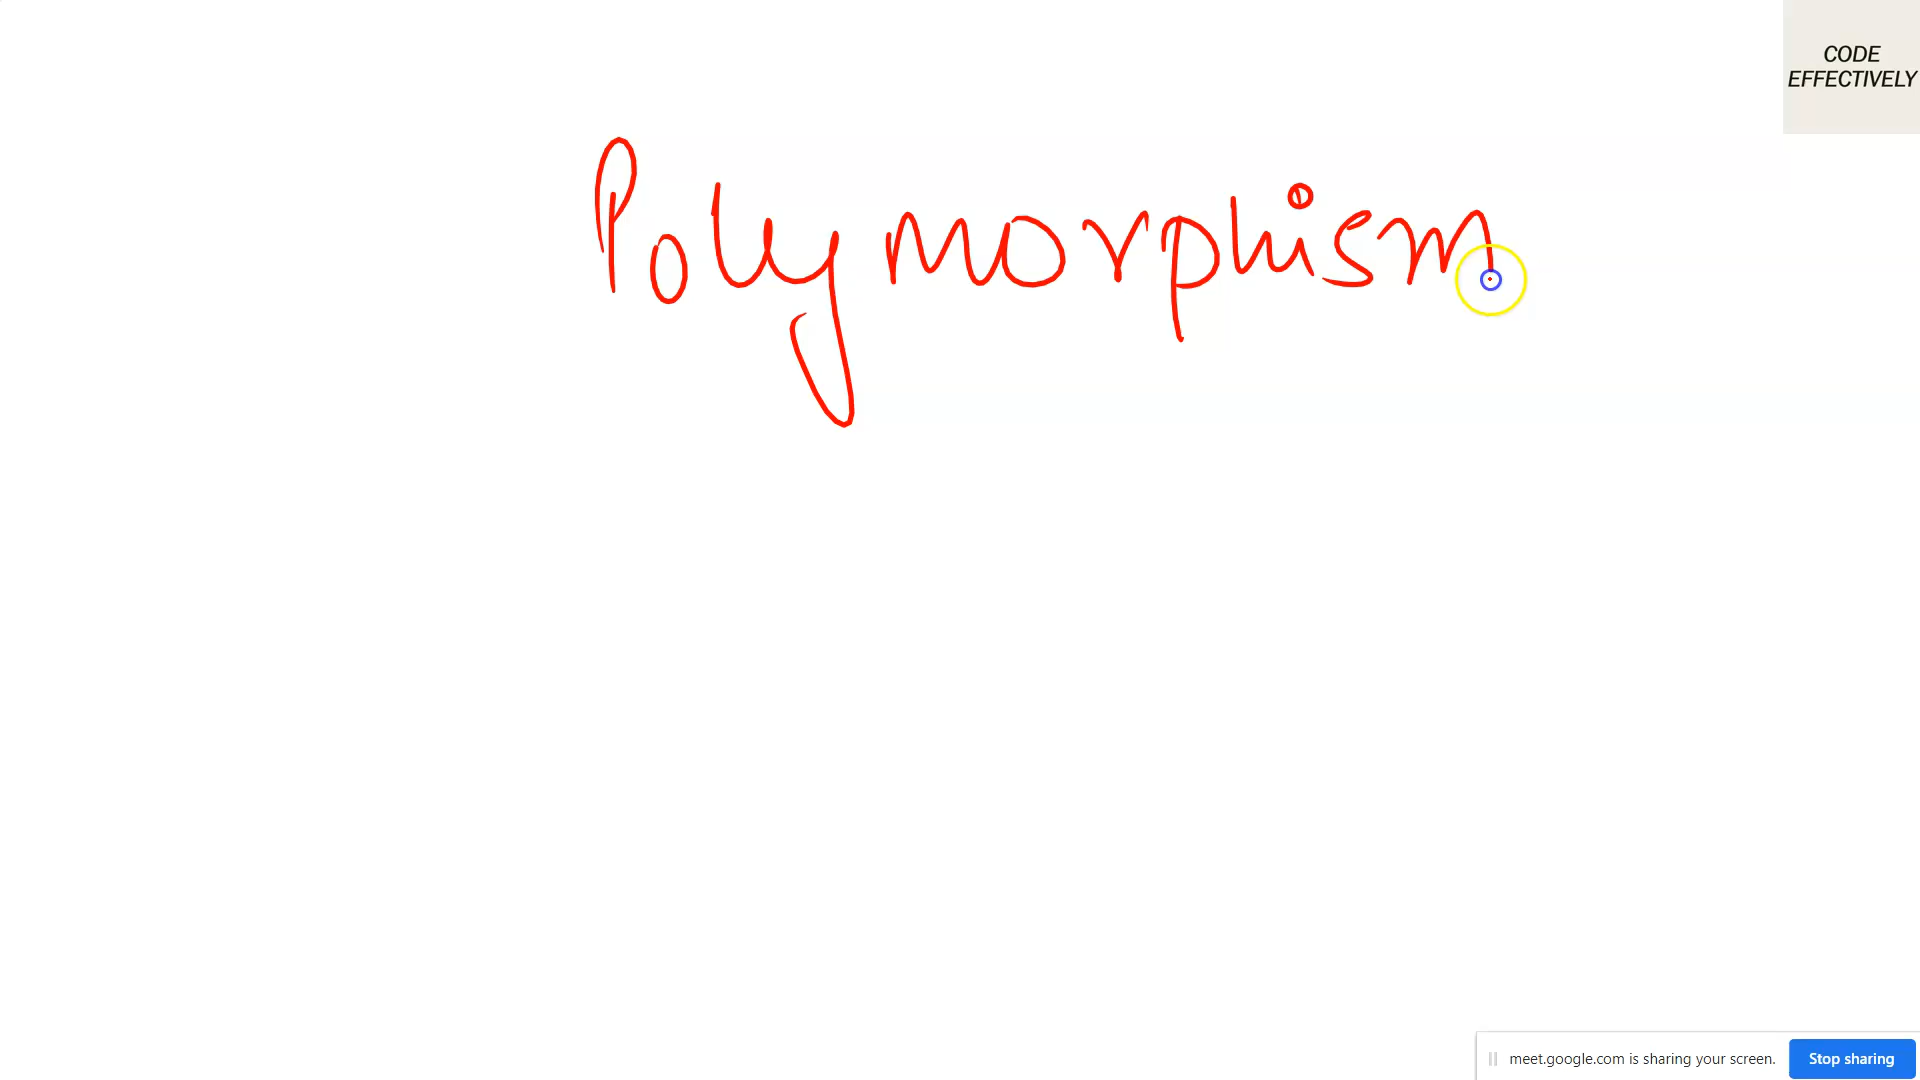 CODE
EFFECTIVELY
Polymorphism
meet.google.com is sharing your screen.
Stop sharing